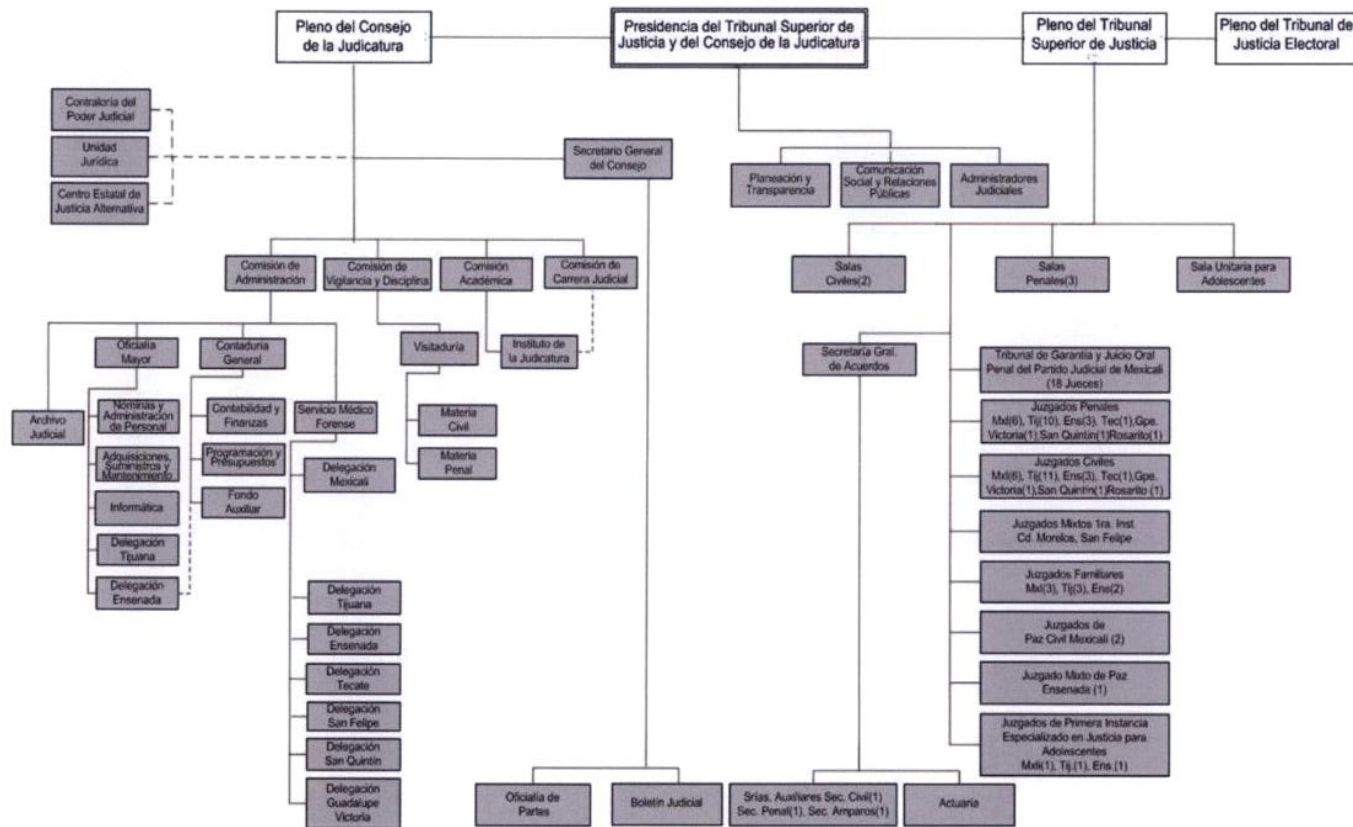 Pleno del Consejo
de la Judicatura
Presidencia del Tribunal Superior de
Justicia y del Consejo de la Judicatura
Pleno del Tribunal
Superior de Justicia
Pleno del Tribunal de
Justicia Electoral
Contraloría del
Poder Judicial
Unidad
Jurídica
Centro Estatal de
Justicia Alternativa
Secretario General
del Consejo
Planeación y
Transparencia
Comunicación
Social y Relaciones
Públicas
Administradores
Judiciales
Comisión de
Administración
Comisión de
Vigilancia y Disciplina
Comisión
Académica
Comisión de
Carrera Judicial
Salas
Civiles(2)
Salas
Penales(3)
Sala Unitaria para
Adolescentes
Oficialía
Mayor
Contaduría
General
Visitaduría
Instituto de
la Judicatura
Secretaría Gral.
de Acuerdos
Archivo
Judicial
Nóminas y
Administración
de Personal
Adquisiciones,
Suministros y
Mantenimiento
Informática
Delegación
Tijuana
Delegación
Ensenada
Contabilidad y
Finanzas
Programación y
Presupuestos
Fondo
Auxiliar
Servicio Médico
Forense
Delegación
Mexicali
Delegación
Tijuana
Delegación
Ensenada
Delegación
Tecate
Delegación
San Felipe
Delegación
San Quintín
Delegación
Guadalupe
Victoria
Materia
Civil
Materia
Penal
Tribunal de Garantía y Juicio Oral
Penal del Partido Judicial de Mexicali
(18 Jueces)
Juzgados Penales
Mxl(6), Tij(10), Ens(3), Tec(1),Gpe.
Victoria(1),San Quintín(1)Rosarito(1)
Juzgados Civiles
Mxl(6), Tij(11), Ens(3), Tec(1),Gpe.
Victoria(1),San Quintín(1)Rosarito (1)
Juzgados Mixtos 1ra. Inst.
Cd. Morelos, San Felipe
Juzgados Familiares
Mxl(3), Tij(3), Ens(2)
Juzgados de
Paz Civil Mexicali (2)
Juzgado Mixto de Paz
Ensenada (1)
Juzgados de Primera Instancia
Especializado en Justicia para
Adolescentes
Mxli(1), Tij.(1), Ens.(1)
Oficialía de
Partes
Boletín Judicial
Srias. Auxiliares Sec. Civil(1)
Sec. Penal(1), Sec. Amparos(1)
Actuaría